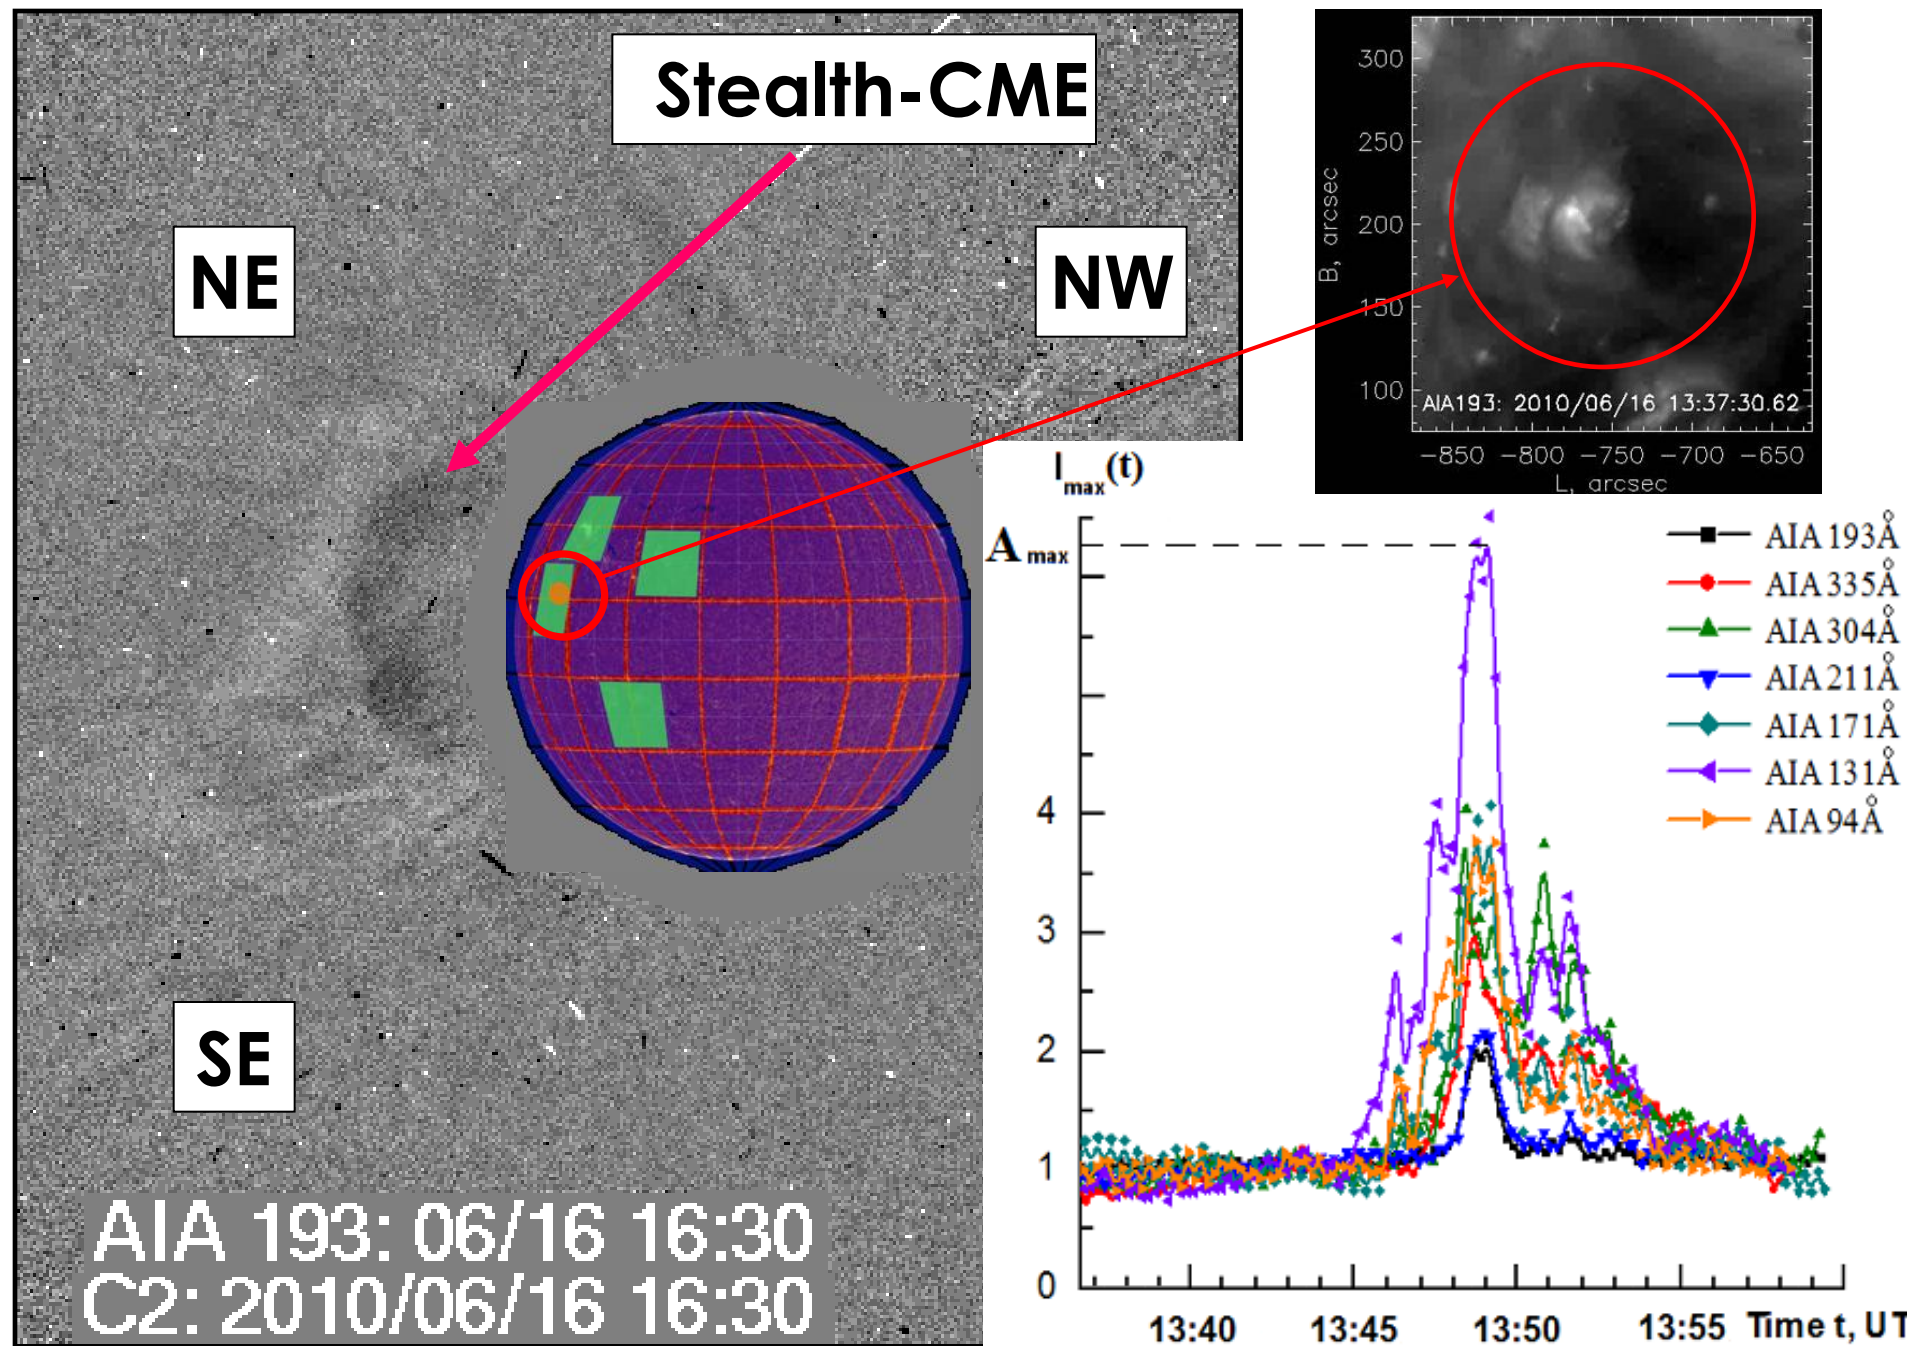 Stealth-CME
NE
NW
SE
AIA 193: 06/16 16:30
C2: 2010/06/16 16:30
300
250
200
150
100
B, arcsec
AIA193: 2010/06/16 13:37:30.62
-850 -800 -750 -700 -650
L, arcsec
Imax(t)
Amax
4
3
2
1
0
AIA 193Å
AIA 335Å
AIA 304Å
AIA 211Å
AIA 171Å
AIA 131Å
AIA 94Å
13:40 13:45 13:50 13:55 Time t, UT